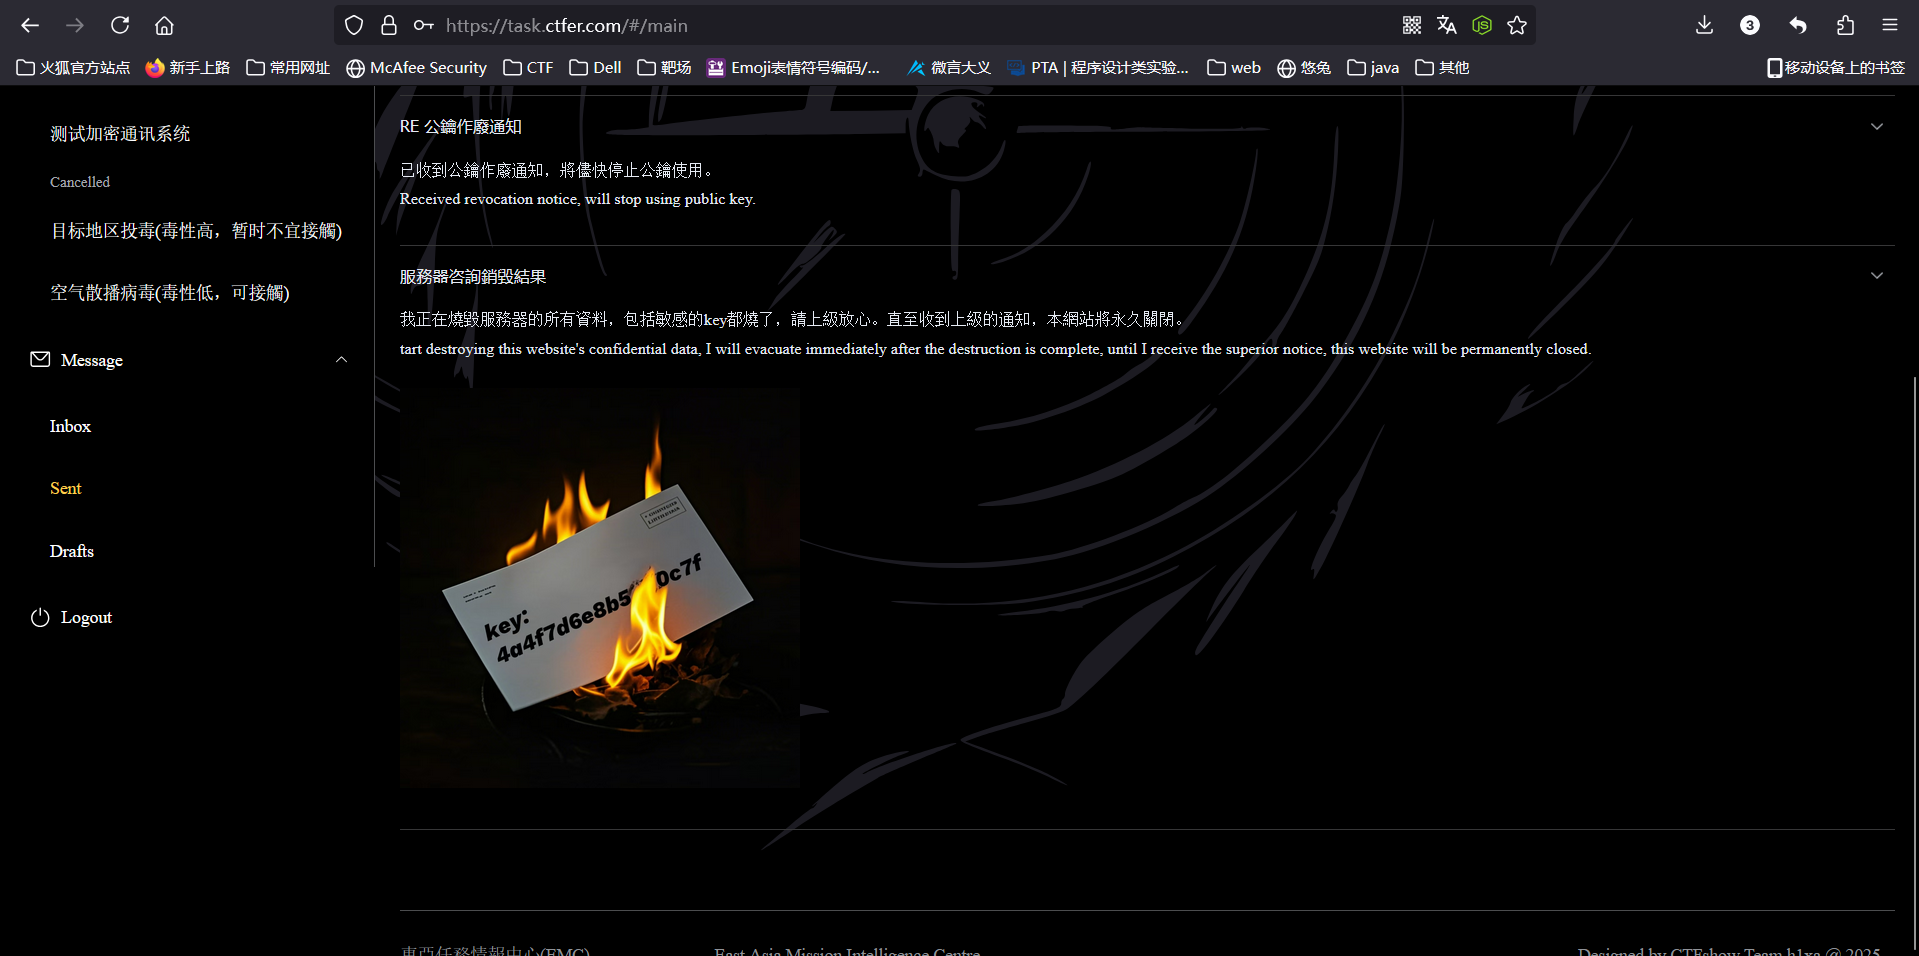 https://task.ctfer.com/#/main
3
火狐官方站点 新手上路 常用网址 McAfee Security CTF Dell 靶场 Emoji表情符号编码/... 微言大义 PTA | 程序设计类实验... web 悠兔 java 其他 移动设备上的书签
测试加密通讯系统
Cancelled
目标地区投毒(毒性高，暂时不宜接觸)
空气散播病毒(毒性低，可接觸)
Message
Inbox
Sent
Drafts
Logout
RE 公鑰作廢通知
已收到公鑰作廢通知，將儘快停止公鑰使用。
Received revocation notice, will stop using public key.
服務器咨詢銷毀結果
我正在燒毀服務器的所有資料，包括敏感的key都燒了，請上級放心。直至收到上級的通知，本網站將永久關閉。
tart destroying this website's confidential data, I will evacuate immediately after the destruction is complete, until I receive the superior notice, this website will be permanently closed.
key:
4a4f7d6e8b5 0c7f
東亞任務情報中心(EMC) East Asia Mission Intelligence Centre Designed by CTFshow Team h1xa @ 2025